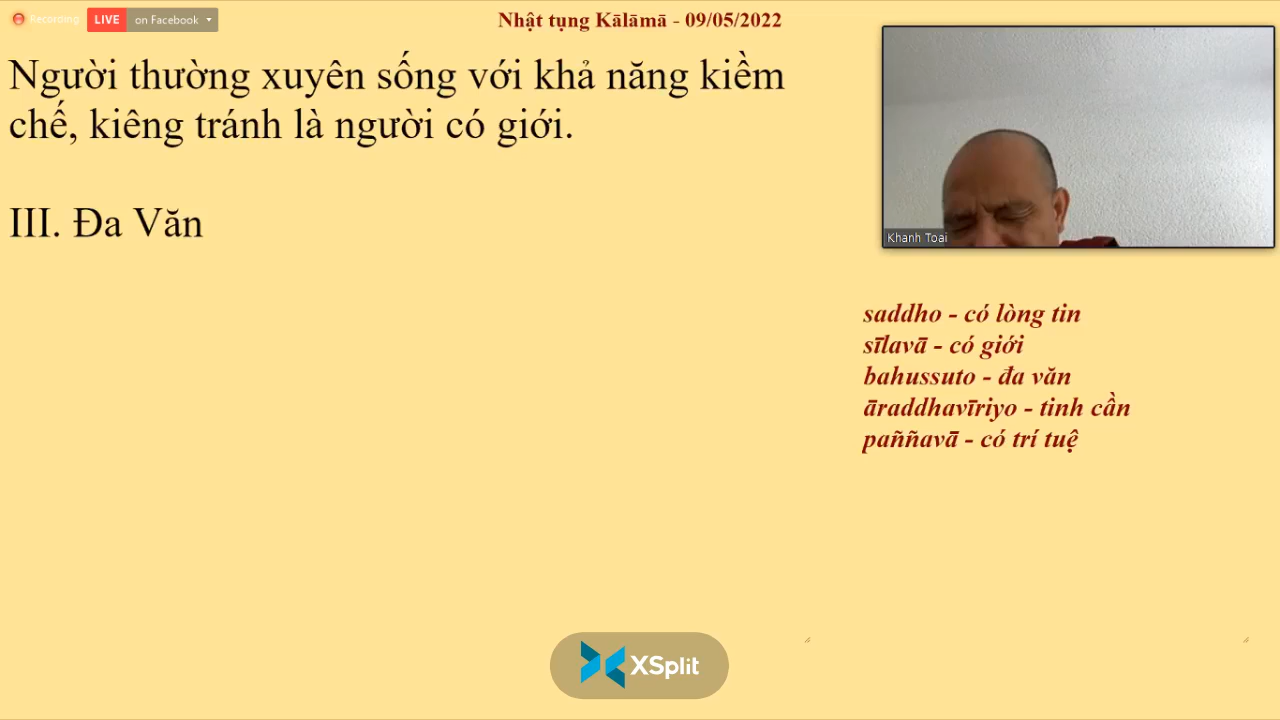 Recording
LIVE on Facebook
Nhật tụng Kālāmā - 09/05/2022
Người thường xuyên sống với khả năng kiềm
chế, kiêng tránh là người có giới.
III. Đa Văn
Khanh Toai
saddho - có lòng tin
sīlavā - có giới
bahussuto - đa văn
āraddhavīriyo - tinh cần
paññavā - có trí tuệ
XSplit